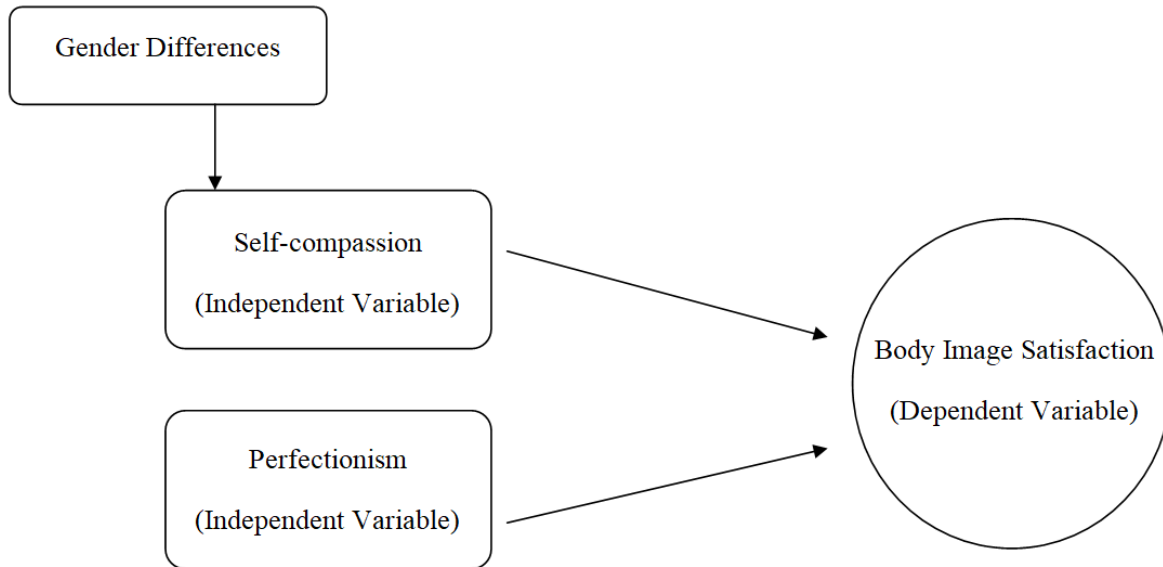 Gender Differences
Self-compassion
(Independent Variable)
Body Image Satisfaction
(Dependent Variable)
Perfectionism
(Independent Variable)